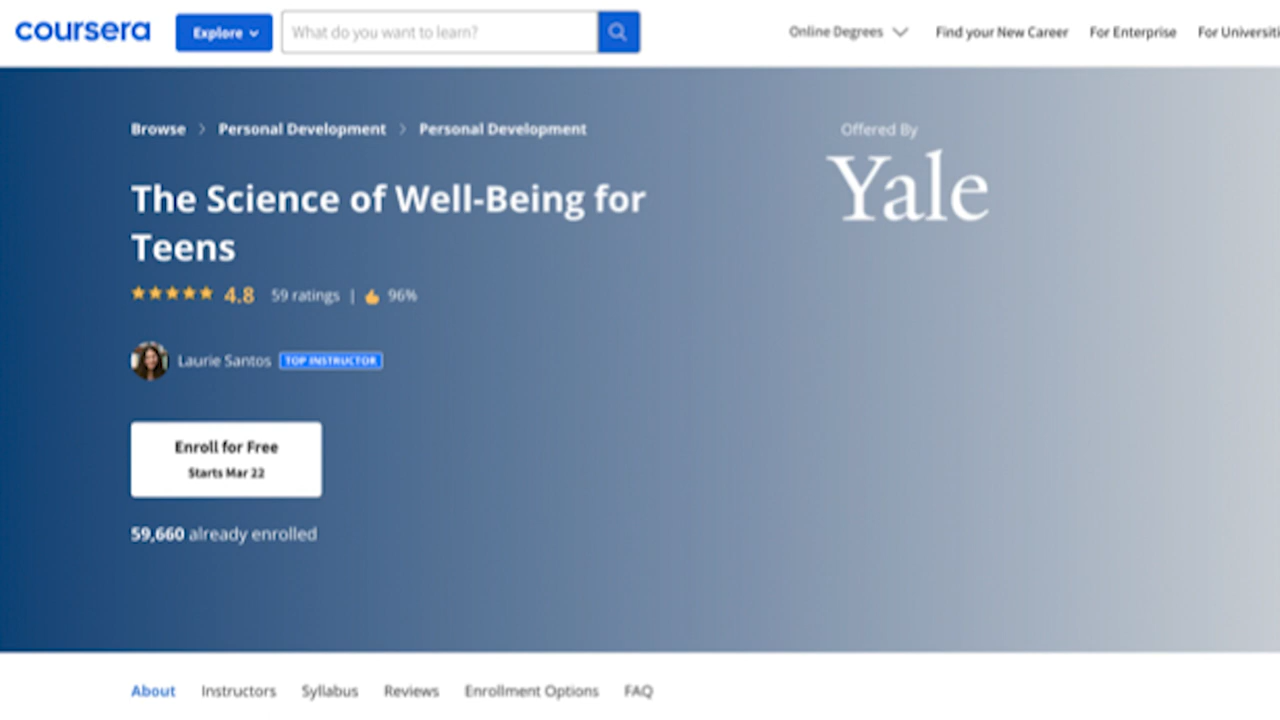 coursera Explore What do you want to learn? Online Degrees Find your New Career For Enterprise For Universiti
Browse Personal Development Personal Development
Offered By
Yale
The Science of Well-Being for
Teens
4.8 59 ratings | 96%
Laurie Santos TOP INSTRUCTOR
Enroll for Free
Starts Mar 22
59,660 already enrolled
About Instructors Syllabus Reviews Enrollment Options FAQ